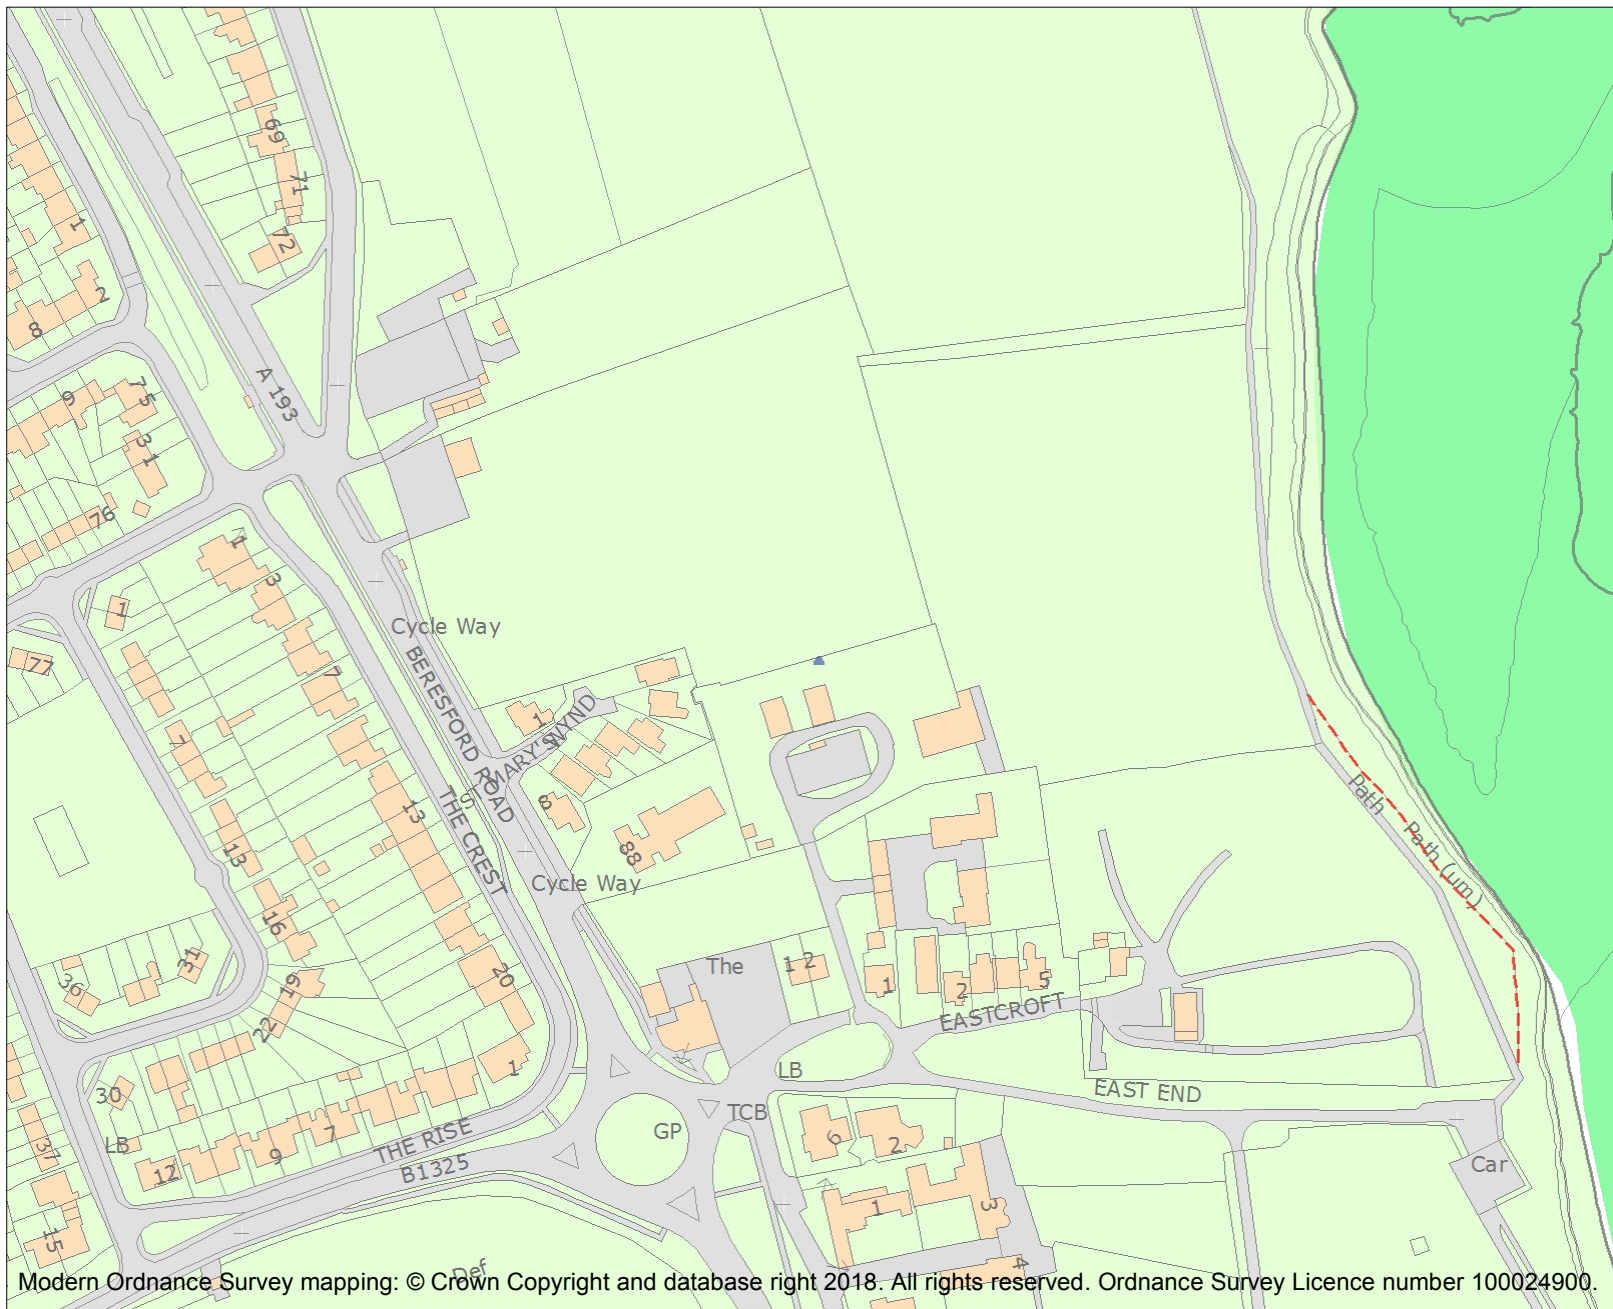 69
71
1
72
2
8
A 193
9
75
31
76
1
3
1
77
Cycle Way
BERESFORD ROAD
7
1
ST MARY'S WYND
7
8
THE CREST
13
88
Path
Path (um)
13
Cycle Way
16
The
1 2
31
36
19
20
1
2
5
22
EASTCROFT
1
LB
30
EAST END
TCB
GP
LB
37
THE RISE
7
9
6
2
B1325
12
Car
1
3
15
Def
4
Modern Ordnance Survey mapping: © Crown Copyright and database right 2018. All rights reserved. Ordnance Survey Licence number 100024900.